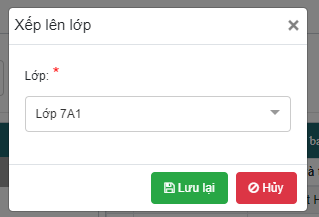 Xếp lên lớp
×
Lớp: *
Lớp 7A1
Lưu lại
Hủy